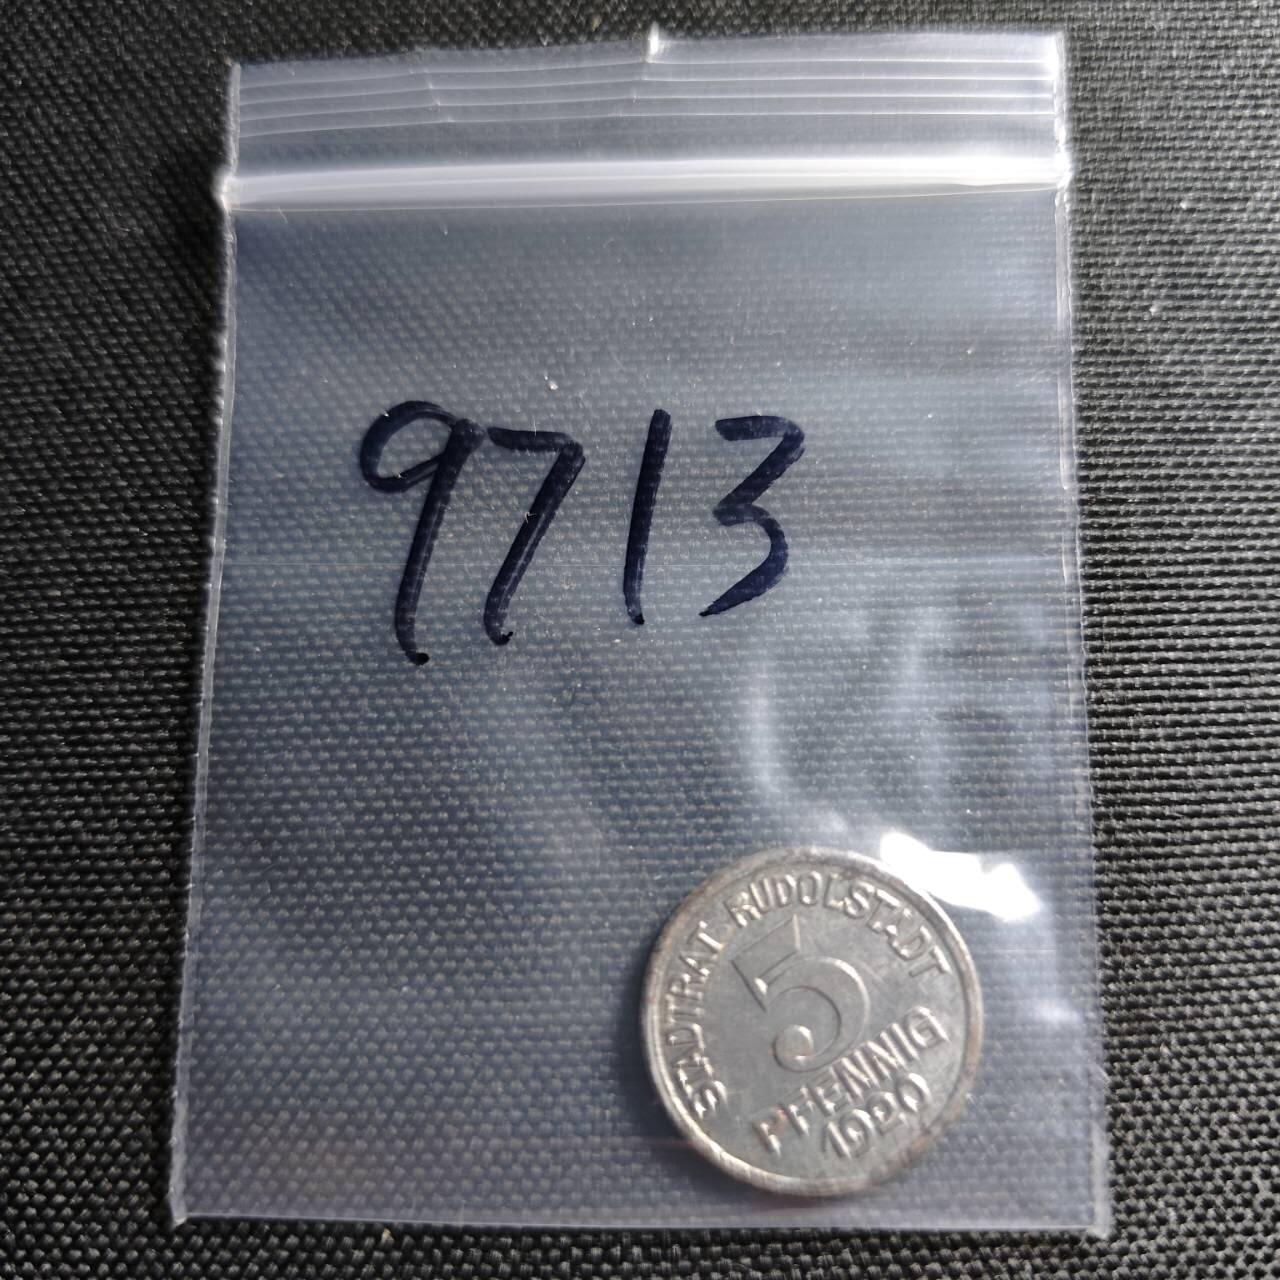 9713
STADTRAT·RUDOLSTADT
5
PFENNIG
1920